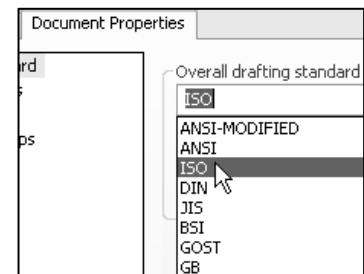 Document Properties
rd
s
ps
Overall drafting standard
ISO
ANSI-MODIFIED
ANSI
ISO
DIN
JIS
BSI
GOST
GB